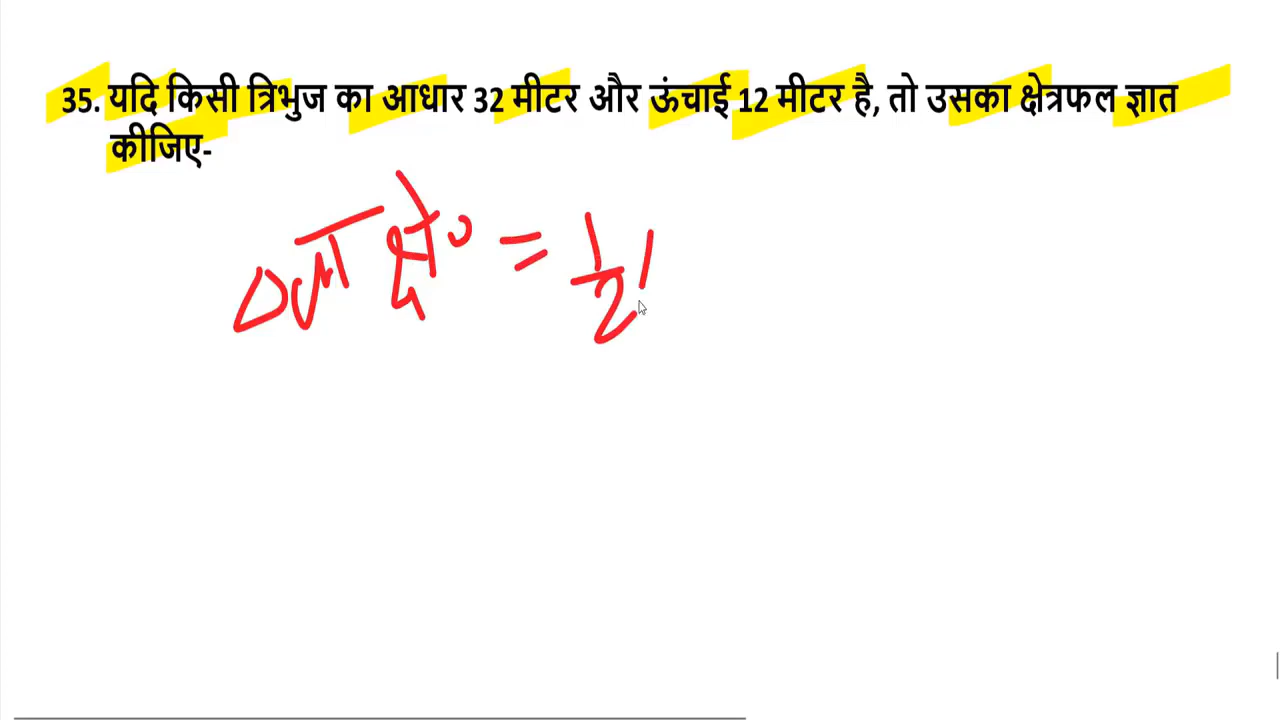 35. यदि किसी त्रिभुज का आधार 32 मीटर और ऊंचाई 12 मीटर है, तो उसका क्षेत्रफल ज्ञात
कीजिए-
Δ का क्षे० = 1/2